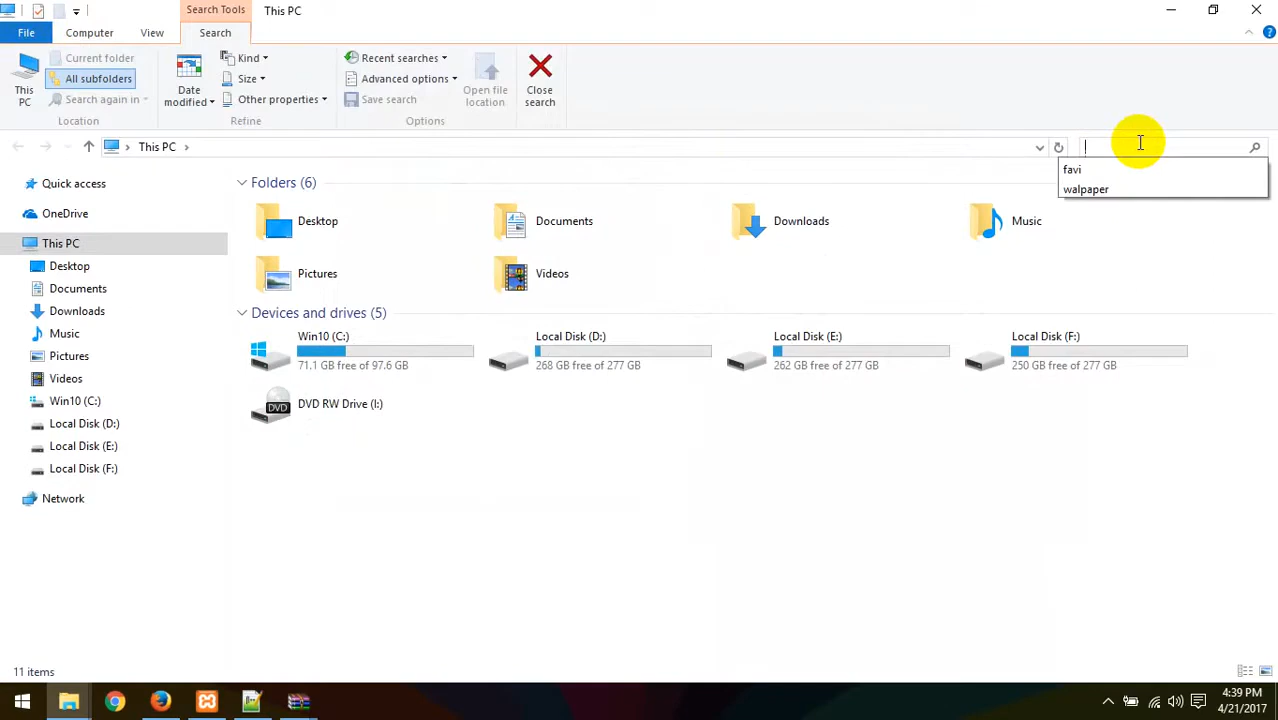 Search Tools
This PC
File
Computer
View
Search
This PC
Current folder
All subfolders
Search again in
Location
Date modified
Kind
Size
Other properties
Refine
Recent searches
Advanced options
Save search
Options
Open file location
Close search
This PC
favi
walpaper
Quick access
OneDrive
This PC
Desktop
Documents
Downloads
Music
Pictures
Videos
Win10 (C:)
Local Disk (D:)
Local Disk (E:)
Local Disk (F:)
Network
Folders (6)
Desktop
Documents
Downloads
Music
Pictures
Videos
Devices and drives (5)
Win10 (C:)
71.1 GB free of 97.6 GB
Local Disk (D:)
268 GB free of 277 GB
Local Disk (E:)
262 GB free of 277 GB
Local Disk (F:)
250 GB free of 277 GB
DVD
DVD RW Drive (I:)
11 items
4:39 PM
4/21/2017